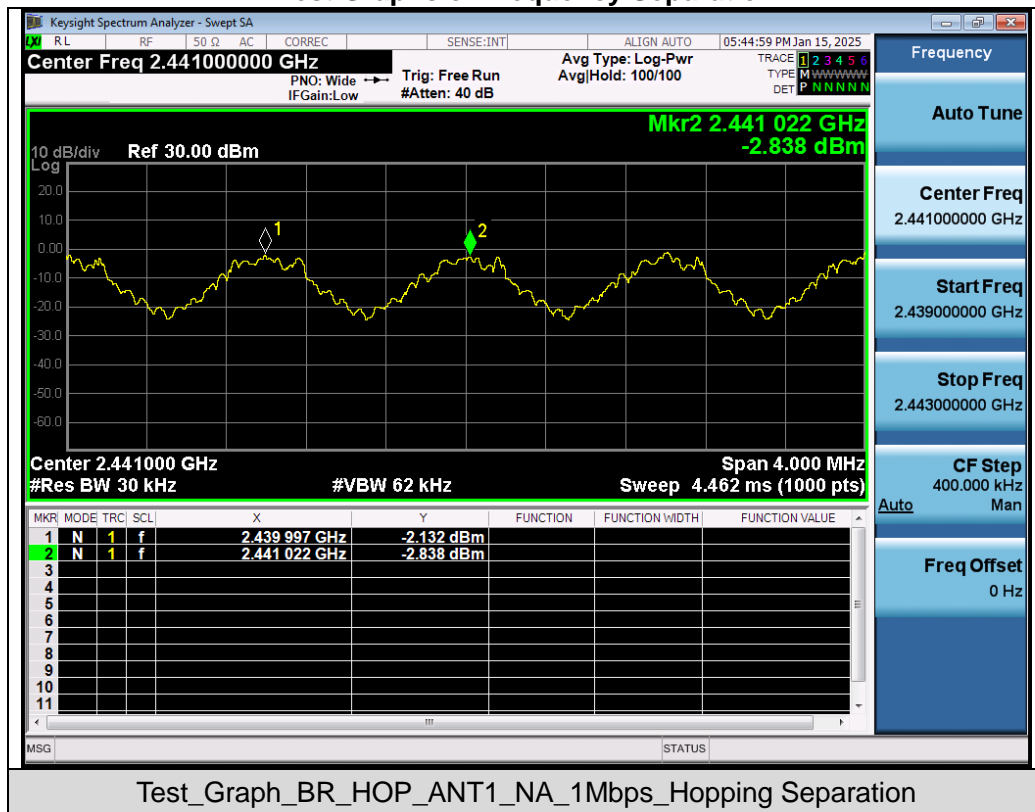 Keysight Spectrum Analyzer - Swept SA
LXI RL RF 50 Ω AC CORREC SENSE:INT ALIGN AUTO 05:44:59 PM Jan 15, 2025
Center Freq 2.441000000 GHz
PNO: Wide
IFGain:Low
Trig: Free Run
#Atten: 40 dB
Avg Type: Log-Pwr
Avg|Hold: 100/100
TRACE 1 2 3 4 5 6
TYPE M WWWWW
DET P N N N N N
Mkr2 2.441 022 GHz
-2.838 dBm
10 dB/div Ref 30.00 dBm
Log
20.0
10.0
0.00
-10.0
-20.0
-30.0
-40.0
-50.0
-60.0
1
2
Center 2.441000 GHz Span 4.000 MHz
#Res BW 30 kHz #VBW 62 kHz Sweep 4.462 ms (1000 pts)
MKR MODE TRC SCL X Y FUNCTION FUNCTION WIDTH FUNCTION VALUE
1 N 1 f 2.439 997 GHz -2.132 dBm
2 N 1 f 2.441 022 GHz -2.838 dBm
3
4
5
6
7
8
9
10
11
MSG STATUS
Frequency
Auto Tune
Center Freq
2.441000000 GHz
Start Freq
2.439000000 GHz
Stop Freq
2.443000000 GHz
CF Step
400.000 kHz
Auto Man
Freq Offset
0 Hz
Test_Graph_BR_HOP_ANT1_NA_1Mbps_Hopping Separation